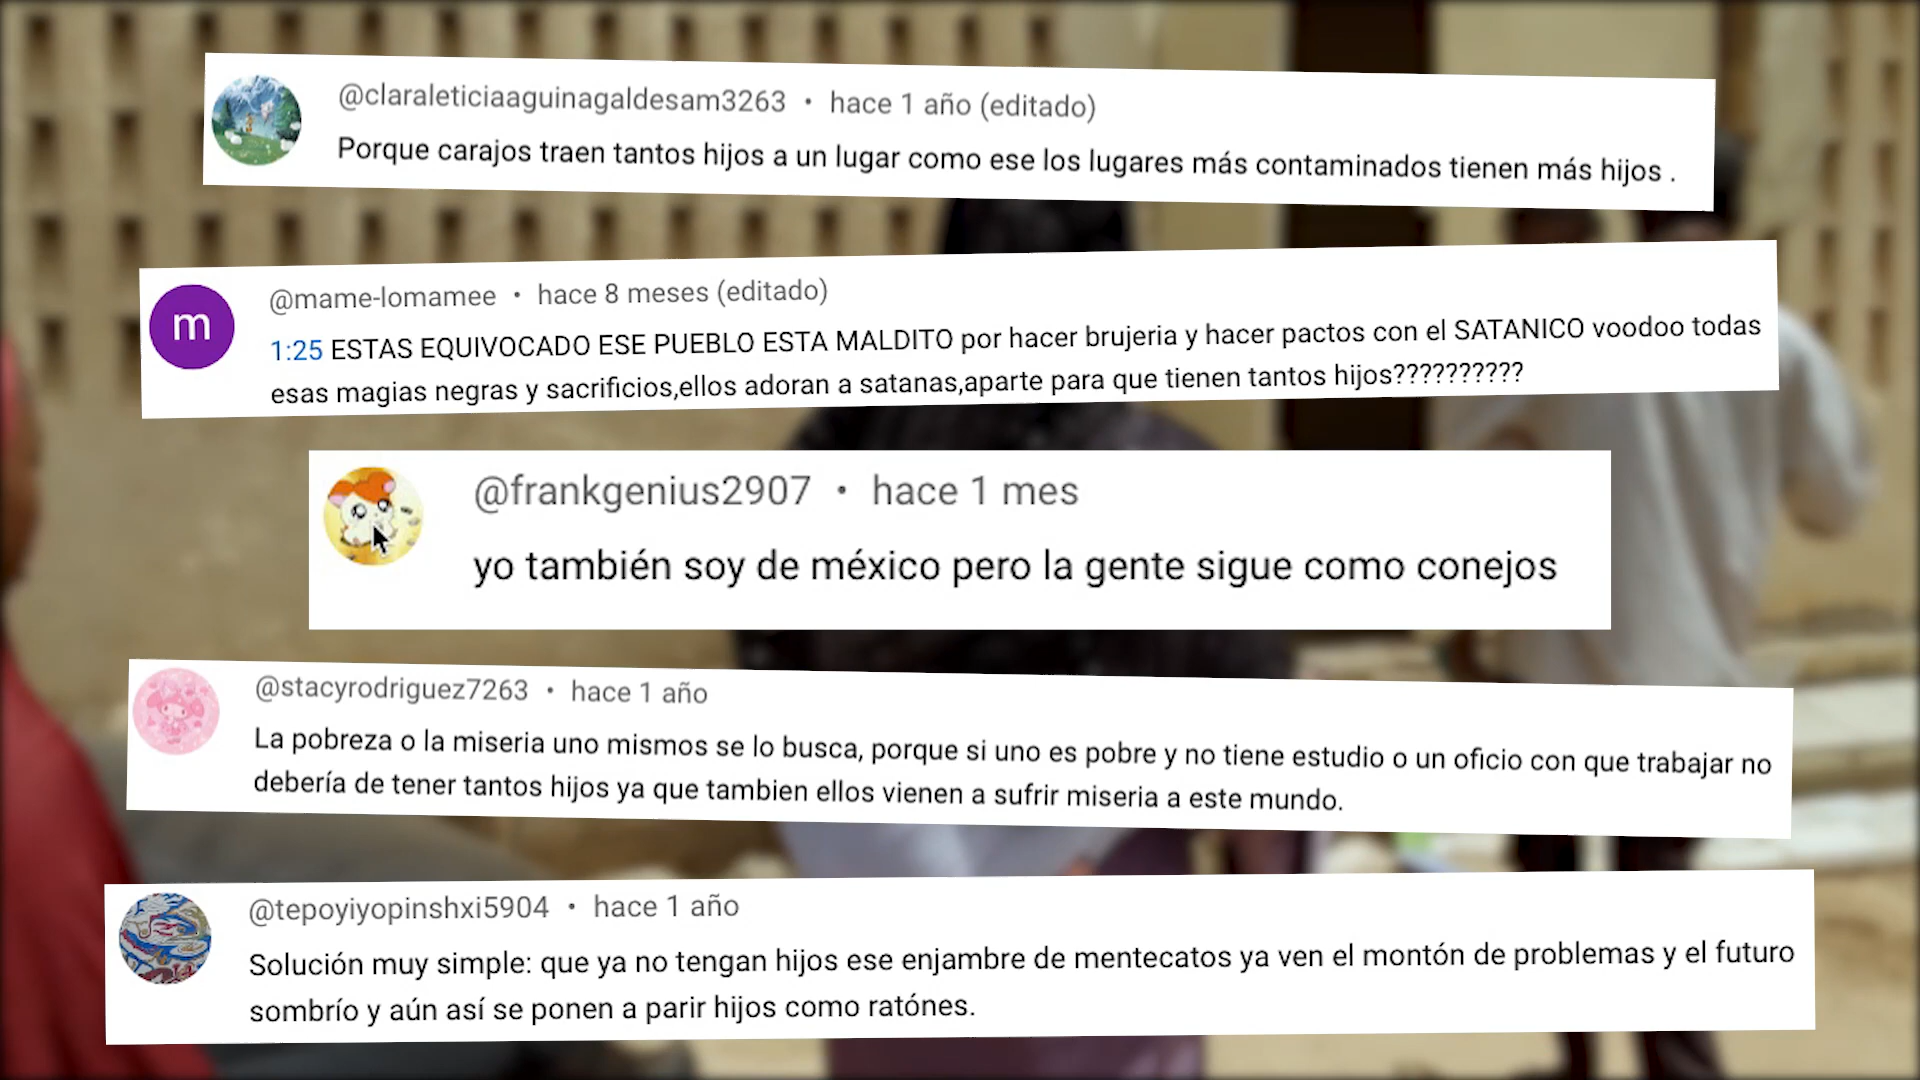 @claraleticiaaguinagaldesam3263 • hace 1 año (editado)
Porque carajos traen tantos hijos a un lugar como ese los lugares más contaminados tienen más hijos .
m
@mame-lomamee • hace 8 meses (editado)
1:25 ESTAS EQUIVOCADO ESE PUEBLO ESTA MALDITO por hacer brujeria y hacer pactos con el SATANICO voodoo todas
esas magias negras y sacrificios,ellos adoran a satanas,aparte para que tienen tantos hijos??????????
@frankgenius2907 • hace 1 mes
yo también soy de méxico pero la gente sigue como conejos
@stacyrodriguez7263 • hace 1 año
La pobreza o la miseria uno mismos se lo busca, porque si uno es pobre y no tiene estudio o un oficio con que trabajar no
debería de tener tantos hijos ya que tambien ellos vienen a sufrir miseria a este mundo.
@tepoyiyopinshxi5904 • hace 1 año
Solución muy simple: que ya no tengan hijos ese enjambre de mentecatos ya ven el montón de problemas y el futuro
sombrío y aún así se ponen a parir hijos como ratónes.